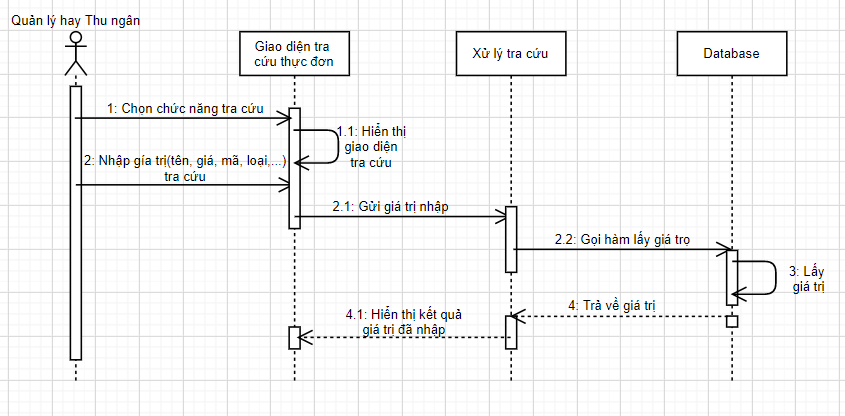 Quản lý hay Thu ngân
Giao diện tra
cứu thực đơn
Xử lý tra cứu
Database
1: Chọn chức năng tra cứu
1.1: Hiển thị
giao diện
tra cứu
2: Nhập gía trị(tên, giá, mã, loại,...)
tra cứu
2.1: Gửi giá trị nhập
2.2: Gọi hàm lấy giá trọ
3: Lấy
giá trị
4: Trả về giá trị
4.1: Hiển thị kết quả
giá trị đã nhập